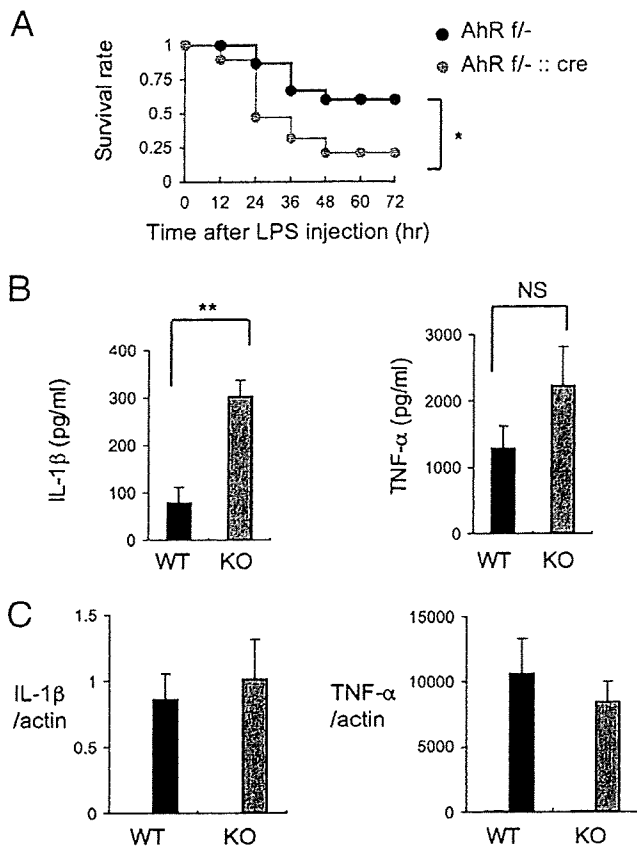 A
AhR f/-
AhR f/- :: cre
Survival rate
1
0.75
0.5
0.25
0
*
0 12 24 36 48 60 72
Time after LPS injection (hr)
B
**
IL-1β (pg/ml)
400
300
200
100
0
WT KO
NS
TNF-α (pg/ml)
3000
2000
1000
0
WT KO
C
IL-1β
/actin
1.5
1
0.5
0
WT KO
TNF-α
/actin
15000
10000
5000
0
WT KO